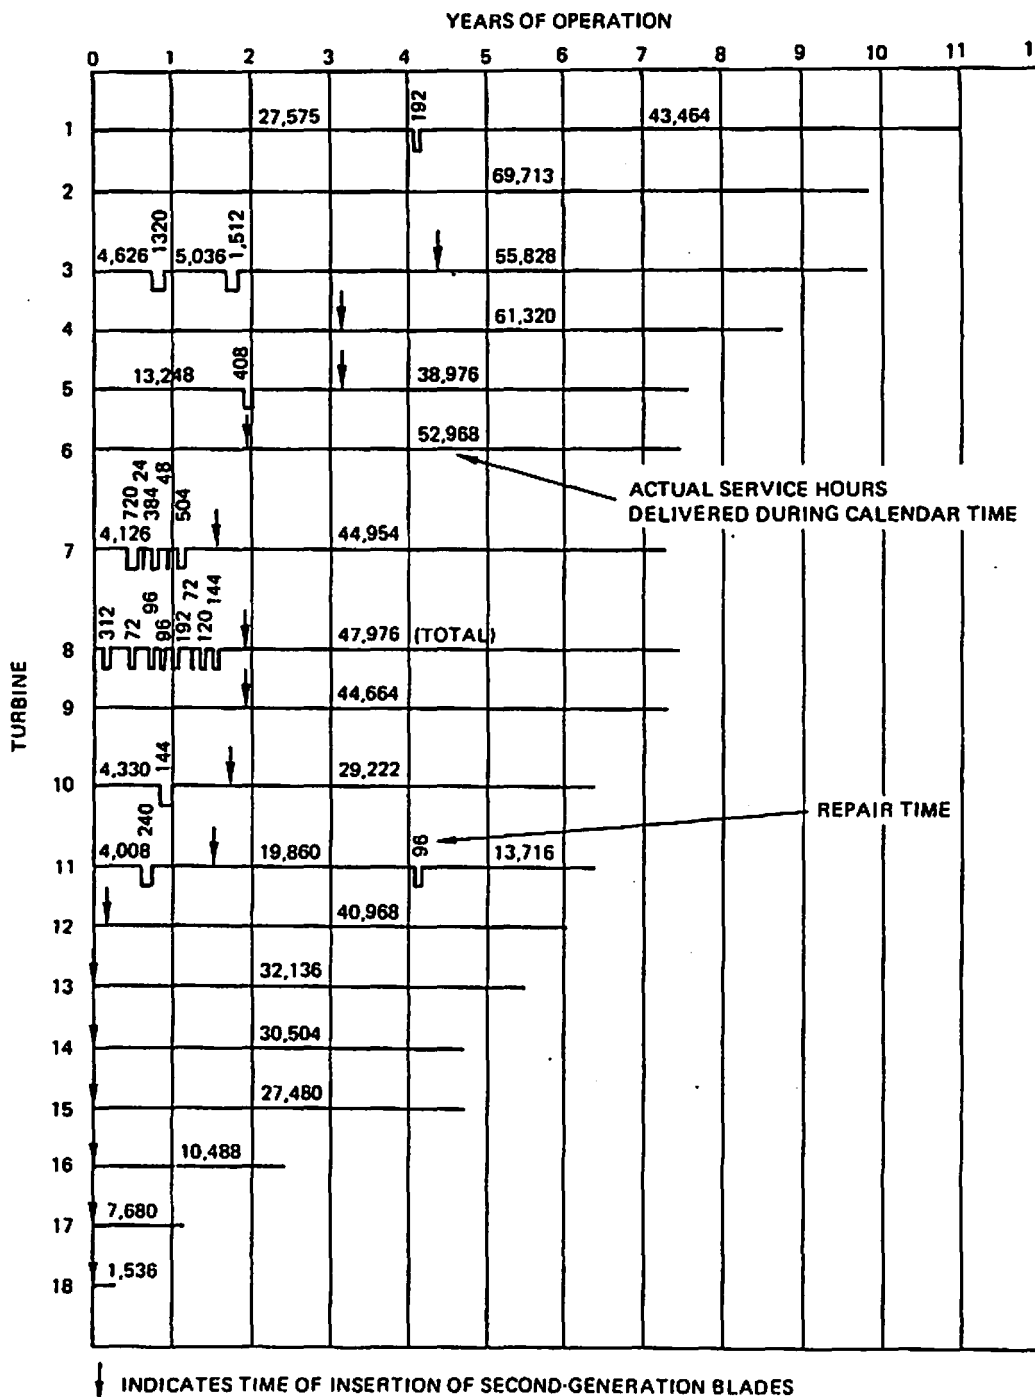 YEARS OF OPERATION
0 1 2 3 4 5 6 7 8 9 10 11 1
1 27,575 192 43,464
2 69,713
3 4,626 1320 5,036 1,512 55,828
4 61,320
5 13,248 408 38,976
6 52,968
ACTUAL SERVICE HOURS
DELIVERED DURING CALENDAR TIME
7 4,126 720 24 384 48 504 44,954
8 312 72 96 96 192 72 120 144 47,976 (TOTAL)
9 44,664
TURBINE
10 4,330 144 29,222
REPAIR TIME
11 4,008 240 19,860 96 13,716
12 40,968
13 32,136
14 30,504
15 27,480
16 10,488
17 7,680
18 1,536
INDICATES TIME OF INSERTION OF SECOND-GENERATION BLADES